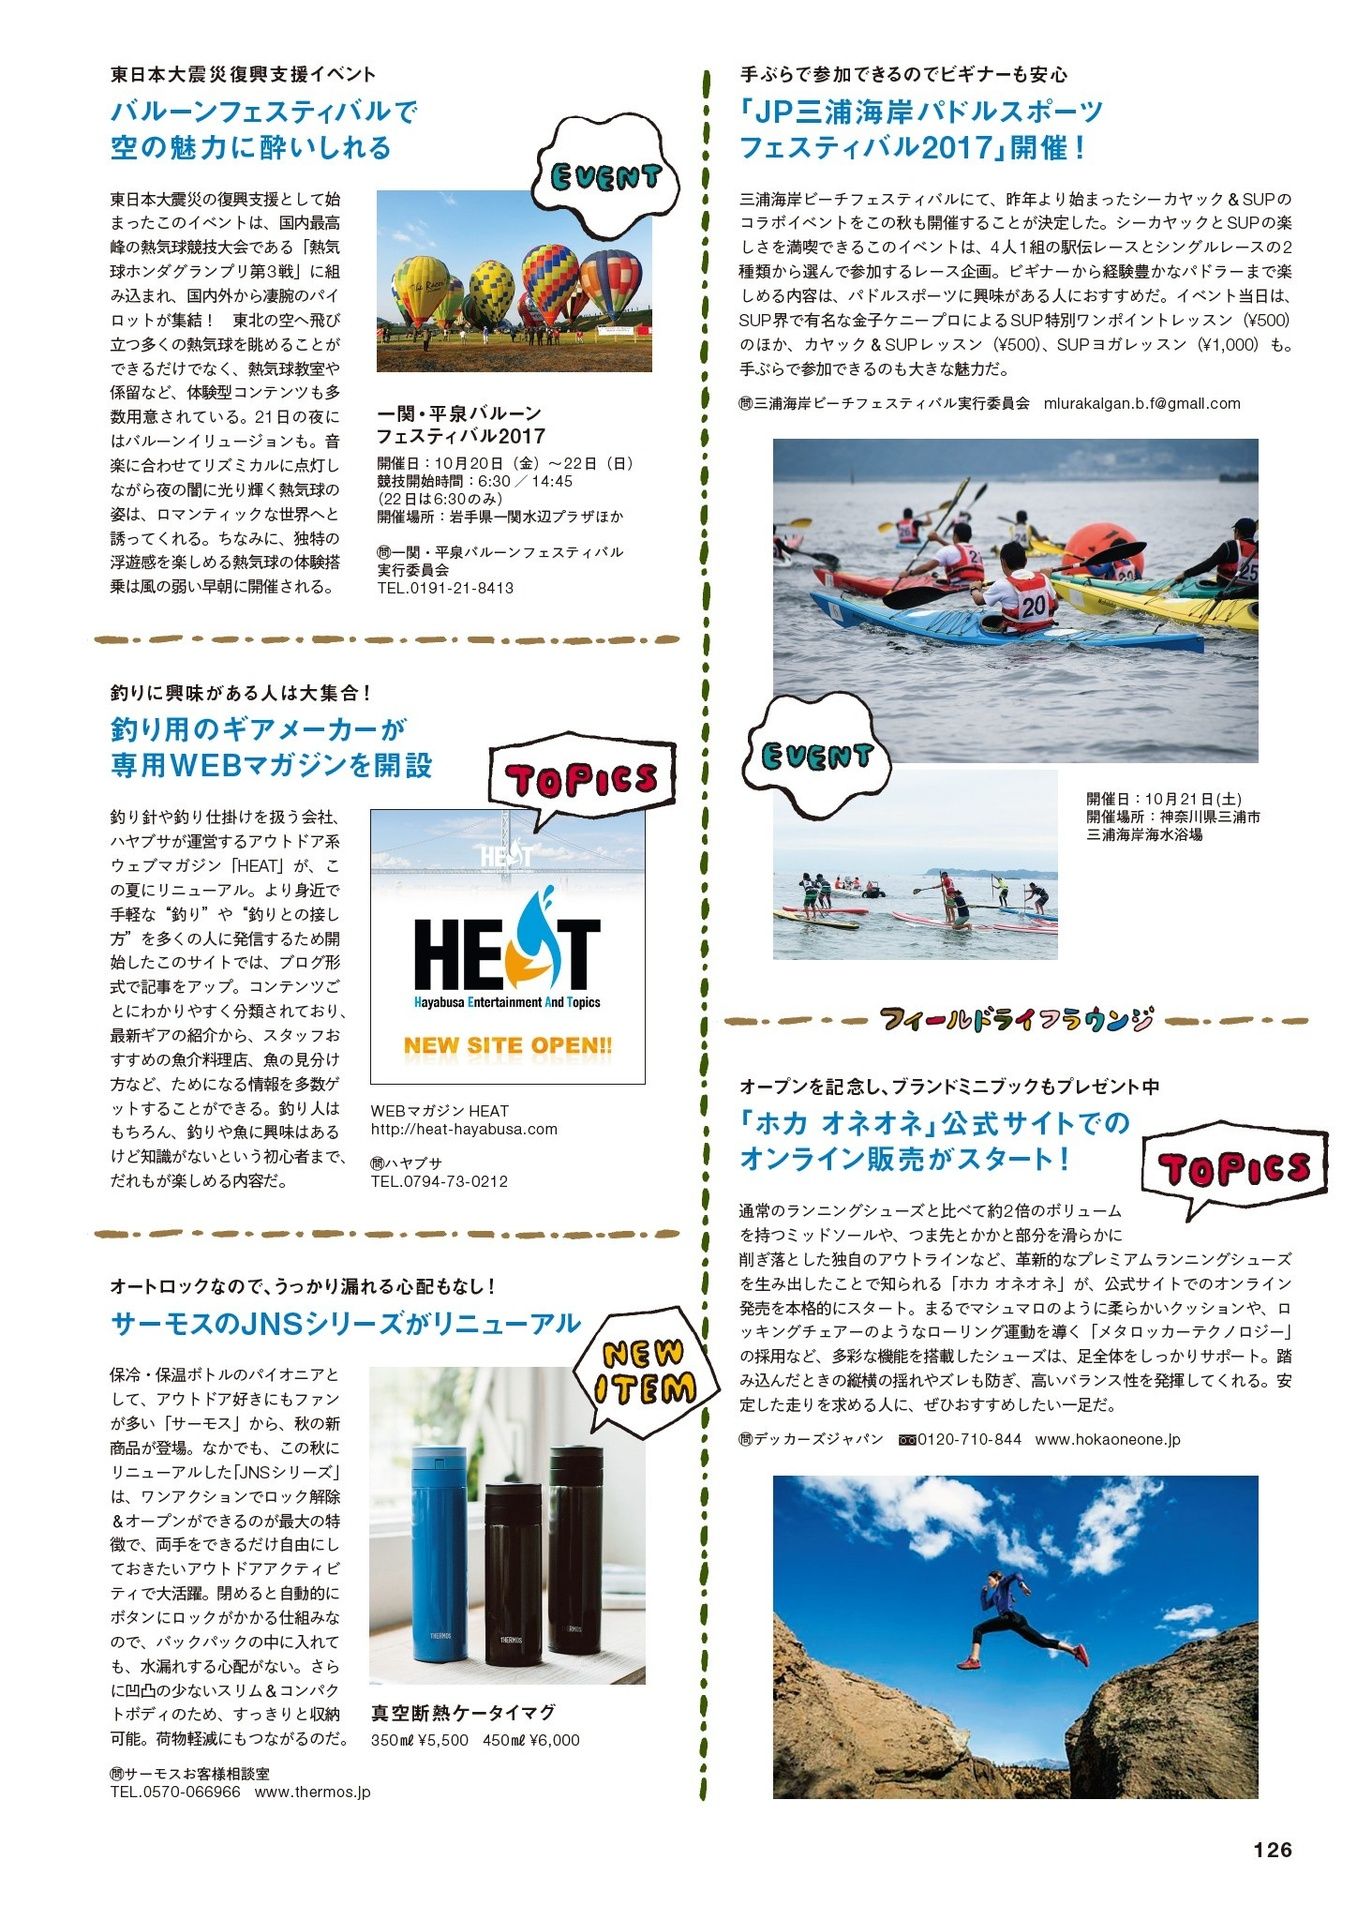 東日本大震災復興支援イベント
バルーンフェスティバルで
空の魅力に酔いしれる
EVENT
東日本大震災の復興支援として始
まったこのイベントは、国内最高
峰の熱気球競技大会である「熱気
球ホンダグランプリ第3戦」に組
み込まれ、国内外から凄腕のパイ
ロットが集結！　東北の空へ飛び
立つ多くの熱気球を眺めることが
できるだけでなく、熱気球教室や
係留など、体験型コンテンツも多
数用意されている。21日の夜に
はバルーンイリュージョンも。音
楽に合わせてリズミカルに点灯し
ながら夜の闇に光り輝く熱気球の
姿は、ロマンティックな世界へと
誘ってくれる。ちなみに、独特の
浮遊感を楽しめる熱気球の体験搭
乗は風の弱い早朝に開催される。
一関・平泉バルーン
フェスティバル2017
開催日：10月20日（金）〜22日（日）
競技開始時間：6:30／14:45
（22日は6:30のみ）
開催場所：岩手県一関水辺プラザほか
㉄一関・平泉バルーンフェスティバル
実行委員会
TEL.0191-21-8413
釣りに興味がある人は大集合！
釣り用のギアメーカーが
専用WEBマガジンを開設
TOPICS
釣り針や釣り仕掛けを扱う会社、
ハヤブサが運営するアウトドア系
ウェブマガジン「HEAT」が、こ
の夏にリニューアル。より身近で
手軽な“釣り”や“釣りとの接し
方”を多くの人に発信するため開
始したこのサイトでは、ブログ形
式で記事をアップ。コンテンツご
とにわかりやすく分類されており、
最新ギアの紹介から、スタッフお
すすめの魚介料理店、魚の見分け
方など、ためになる情報を多数ゲ
ットすることができる。釣り人は
もちろん、釣りや魚に興味はある
けど知識がないという初心者まで、
だれもが楽しめる内容だ。
HEAT
HEAT
Hayabusa Entertainment And Topics
NEW SITE OPEN!!
WEBマガジン HEAT
http://heat-hayabusa.com
㉄ハヤブサ
TEL.0794-73-0212
オートロックなので、うっかり漏れる心配もなし！
サーモスのJNSシリーズがリニューアル
NEW
ITEM
保冷・保温ボトルのパイオニアと
して、アウトドア好きにもファン
が多い「サーモス」から、秋の新
商品が登場。なかでも、この秋に
リニューアルした「JNSシリーズ」
は、ワンアクションでロック解除
＆オープンができるのが最大の特
徴で、両手をできるだけ自由にし
ておきたいアウトドアアクティビ
ティで大活躍。閉めると自動的に
ボタンにロックがかかる仕組みな
ので、バックパックの中に入れて
も、水漏れする心配がない。さら
に凹凸の少ないスリム＆コンパク
トボディのため、すっきりと収納
可能。荷物軽減にもつながるのだ。
THERMOS
THERMOS
THERMOS
真空断熱ケータイマグ
350㎖ ¥5,500　450㎖ ¥6,000
㉄サーモスお客様相談室
TEL.0570-066966　www.thermos.jp
手ぶらで参加できるのでビギナーも安心
「JP三浦海岸パドルスポーツ
フェスティバル2017」開催！
三浦海岸ビーチフェスティバルにて、昨年より始まったシーカヤック＆SUPの
コラボイベントをこの秋も開催することが決定した。シーカヤックとSUPの楽
しさを満喫できるこのイベントは、4人1組の駅伝レースとシングルレースの2
種類から選んで参加するレース企画。ビギナーから経験豊かなパドラーまで楽
しめる内容は、パドルスポーツに興味がある人におすすめだ。イベント当日は、
SUP界で有名な金子ケニープロによるSUP特別ワンポイントレッスン（¥500）
のほか、カヤック＆SUPレッスン（¥500）、SUPヨガレッスン（¥1,000）も。
手ぶらで参加できるのも大きな魅力だ。
㉄三浦海岸ビーチフェスティバル実行委員会　mlurakalgan.b.f@gmall.com
26
24
20
25
EVENT
開催日：10月21日(土)
開催場所：神奈川県三浦市
三浦海岸海水浴場
フィールドライフラウンジ
オープンを記念し、ブランドミニブックもプレゼント中
「ホカ オネオネ」公式サイトでの
オンライン販売がスタート！
TOPICS
通常のランニングシューズと比べて約2倍のボリューム
を持つミッドソールや、つま先とかかと部分を滑らかに
削ぎ落とした独自のアウトラインなど、革新的なプレミアムランニングシューズ
を生み出したことで知られる「ホカ オネオネ」が、公式サイトでのオンライン
発売を本格的にスタート。まるでマシュマロのように柔らかいクッションや、ロ
ッキングチェアーのようなローリング運動を導く「メタロッカーテクノロジー」
の採用など、多彩な機能を搭載したシューズは、足全体をしっかりサポート。踏
み込んだときの縦横の揺れやズレも防ぎ、高いバランス性を発揮してくれる。安
定した走りを求める人に、ぜひおすすめしたい一足だ。
㉄デッカーズジャパン　0120-710-844　www.hokaoneone.jp
126